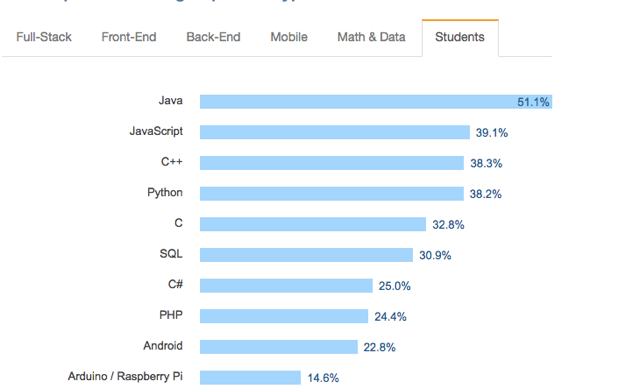 Full-Stack Front-End Back-End Mobile Math & Data Students
Java 51.1%
JavaScript 39.1%
C++ 38.3%
Python 38.2%
C 32.8%
SQL 30.9%
C# 25.0%
PHP 24.4%
Android 22.8%
Arduino / Raspberry Pi 14.6%